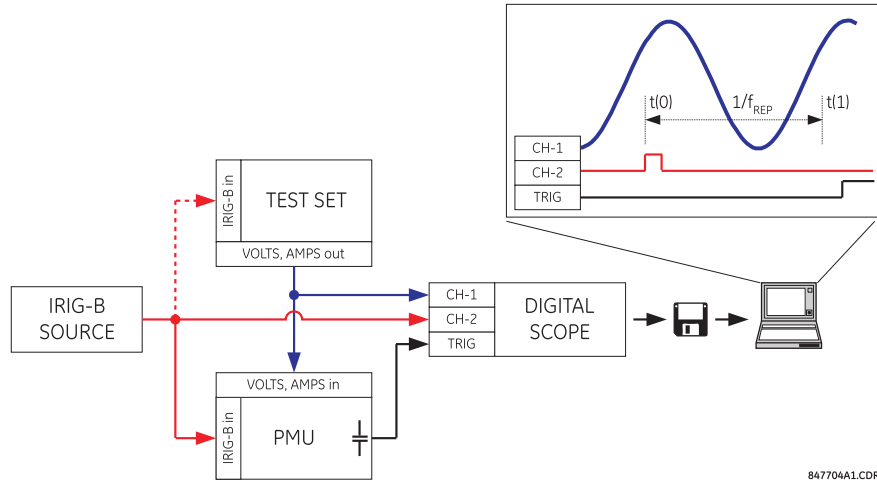 t(0)
1/fREP
t(1)
CH-1
CH-2
TRIG
IRIG-B in
TEST SET
VOLTS, AMPS out
IRIG-B
SOURCE
CH-1
CH-2
TRIG
DIGITAL
SCOPE
VOLTS, AMPS in
IRIG-B in
PMU
847704A1.CDR